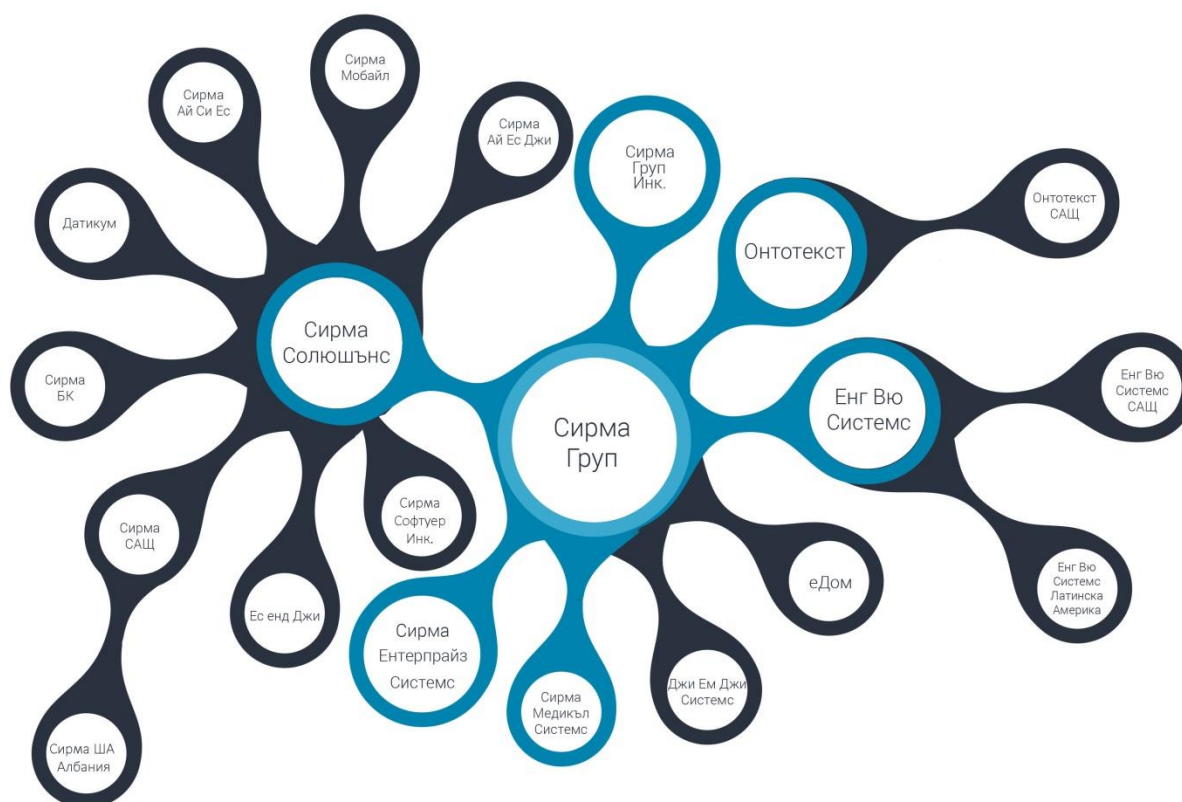 Сирма
Мобайл
Сирма
Ай Си Ес
Сирма
Ай Ес Джи
Сирма
Груп
Инк.
Онтотекст
САЩ
Датикум
Онтотекст
Сирма
Солюшънс
Сирма
БК
Енг Вю
Системс
САЩ
Енг Вю
Системс
Сирма
Груп
Сирма
САЩ
Сирма
Софтуер
Инк.
еДом
Енг Вю
Системс
Латинска
Америка
Ес енд Джи
Сирма
Ентерпрайз
Системс
Сирма
Медикъл
Системс
Джи Ем Джи
Системс
Сирма ША
Албания